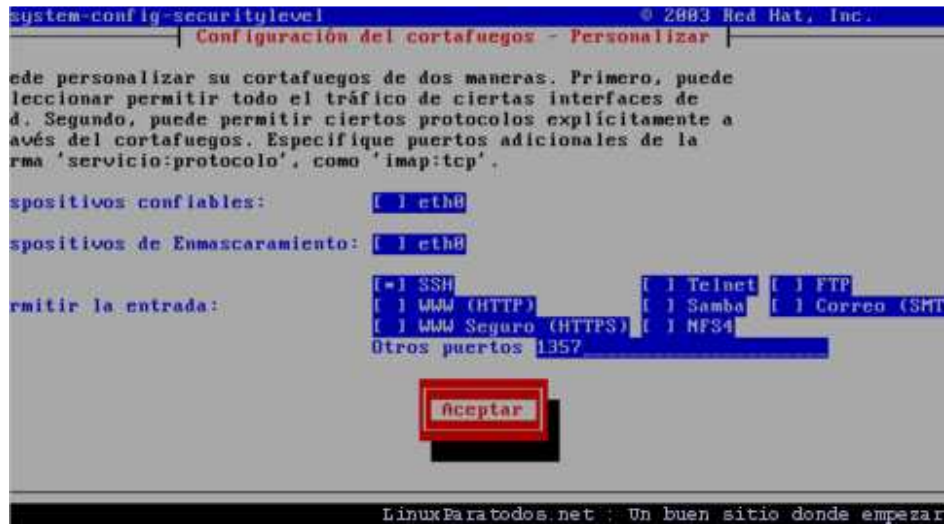 system-config-securitylevel © 2003 Red Hat, Inc.
Configuración del cortafuegos - Personalizar
ede personalizar su cortafuegos de dos maneras. Primero, puede
leccionar permitir todo el tráfico de ciertas interfaces de
d. Segundo, puede permitir ciertos protocolos explícitamente a
avés del cortafuegos. Especifique puertos adicionales de la
rma 'servicio:protocolo', como 'imap:tcp'.
spositivos confiables: [ ] eth0
spositivos de Enmascaramiento: [ ] eth0
[*] SSH [ ] Telnet [ ] FTP
rmitir la entrada: [ ] WWW (HTTP) [ ] Samba [ ] Correo (SMT
[ ] WWW Seguro (HTTPS) [ ] NFS4
Otros puertos 1357
Aceptar
LinuxParatodos.net : Un buen sitio donde empezar